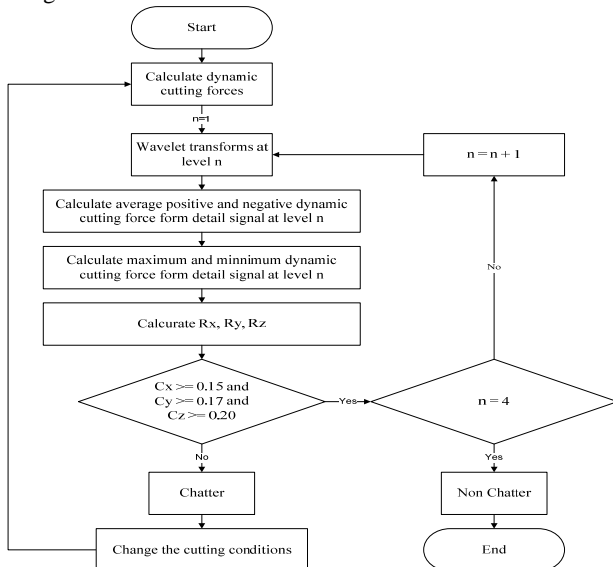 Start
Calculate dynamic
cutting forces
n=1
Wavelet transforms at
level n
n = n + 1
Calculate average positive and negative dynamic
cutting force form detail signal at level n
Calculate maximum and minnimum dynamic
cutting force form detail signal at level n
No
Calcurate Rx, Ry, Rz
Cx >= 0.15 and
Cy >= 0.17 and
Cz >= 0.20
Yes
n = 4
No
Yes
Chatter
Non Chatter
Change the cutting conditions
End